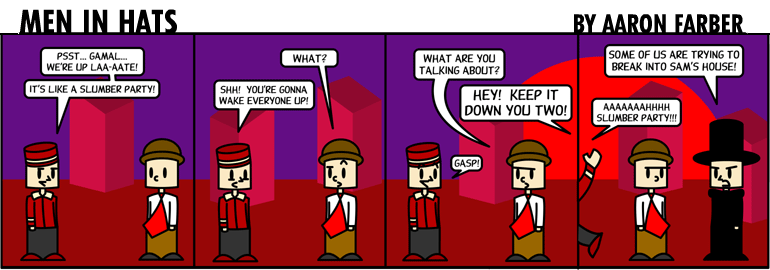 MEN IN HATS
BY AARON FARBER
PSST... GAMAL...
WE'RE UP LAA-AATE!
IT'S LIKE A SLUMBER PARTY!
WHAT?
SHH! YOU'RE GONNA
WAKE EVERYONE UP!
WHAT ARE YOU
TALKING ABOUT?
HEY! KEEP IT
DOWN YOU TWO!
GASP!
SOME OF US ARE TRYING TO
BREAK INTO SAM'S HOUSE!
AAAAAAAHHHH
SLUMBER PARTY!!!